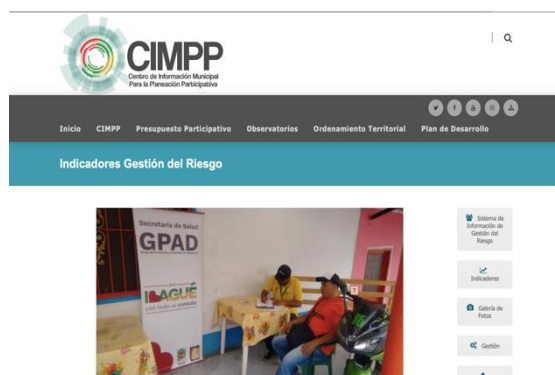 CIMPP
Centro de Información Municipal
Para la Planeación Participativa
Inicio CIMPP Presupuesto Participativo Observatorios Ordenamiento Territorial Plan de Desarrollo
Indicadores Gestión del Riesgo
Secretaría de Salud
GPAD
IBAGUÉ
Sistema de
Información de
Gestión del
Riesgo
Indicadores
Galería de
Fotos
Gestión